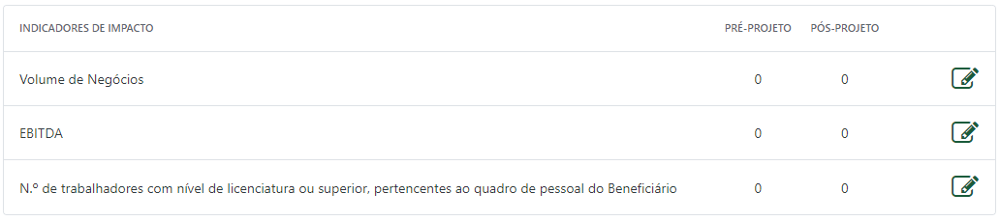 INDICADORES DE IMPACTO PRÉ-PROJETO PÓS-PROJETO
Volume de Negócios 0 0
EBITDA 0 0
N.º de trabalhadores com nível de licenciatura ou superior, pertencentes ao quadro de pessoal do Beneficiário 0 0